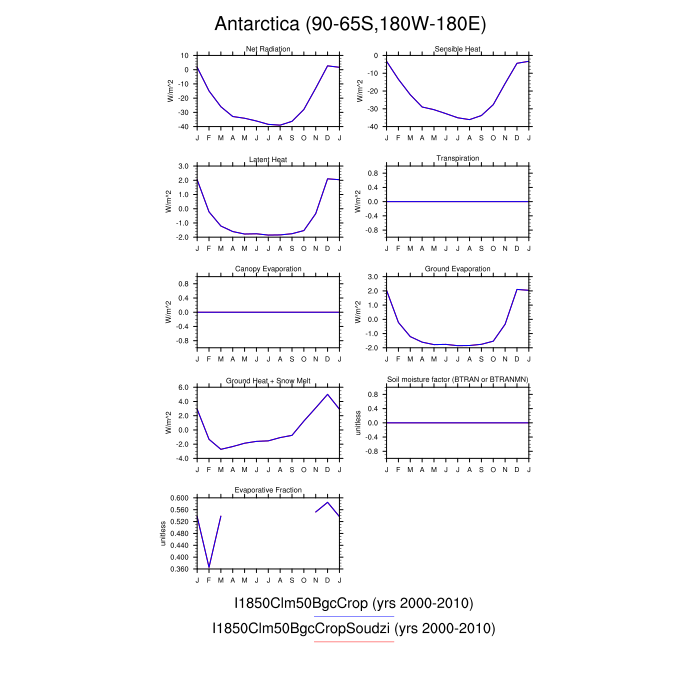 Antarctica (90-65S,180W-180E)
Net Radiation
W/m^2
10
0
-10
-20
-30
-40
J F M A M J J A S O N D J
Sensible Heat
W/m^2
0
-10
-20
-30
-40
J F M A M J J A S O N D J
Latent Heat
W/m^2
3.0
2.0
1.0
0.0
-1.0
-2.0
J F M A M J J A S O N D J
Transpiration
W/m^2
0.8
0.4
0.0
-0.4
-0.8
J F M A M J J A S O N D J
Canopy Evaporation
W/m^2
0.8
0.4
0.0
-0.4
-0.8
J F M A M J J A S O N D J
Ground Evaporation
W/m^2
3.0
2.0
1.0
0.0
-1.0
-2.0
J F M A M J J A S O N D J
Ground Heat + Snow Melt
W/m^2
6.0
4.0
2.0
0.0
-2.0
-4.0
J F M A M J J A S O N D J
Soil moisture factor (BTRAN or BTRANMN)
unitless
0.8
0.4
0.0
-0.4
-0.8
J F M A M J J A S O N D J
Evaporative Fraction
unitless
0.600
0.560
0.520
0.480
0.440
0.400
0.360
J F M A M J J A S O N D J
I1850Clm50BgcCrop (yrs 2000-2010)
I1850Clm50BgcCropSoudzi (yrs 2000-2010)